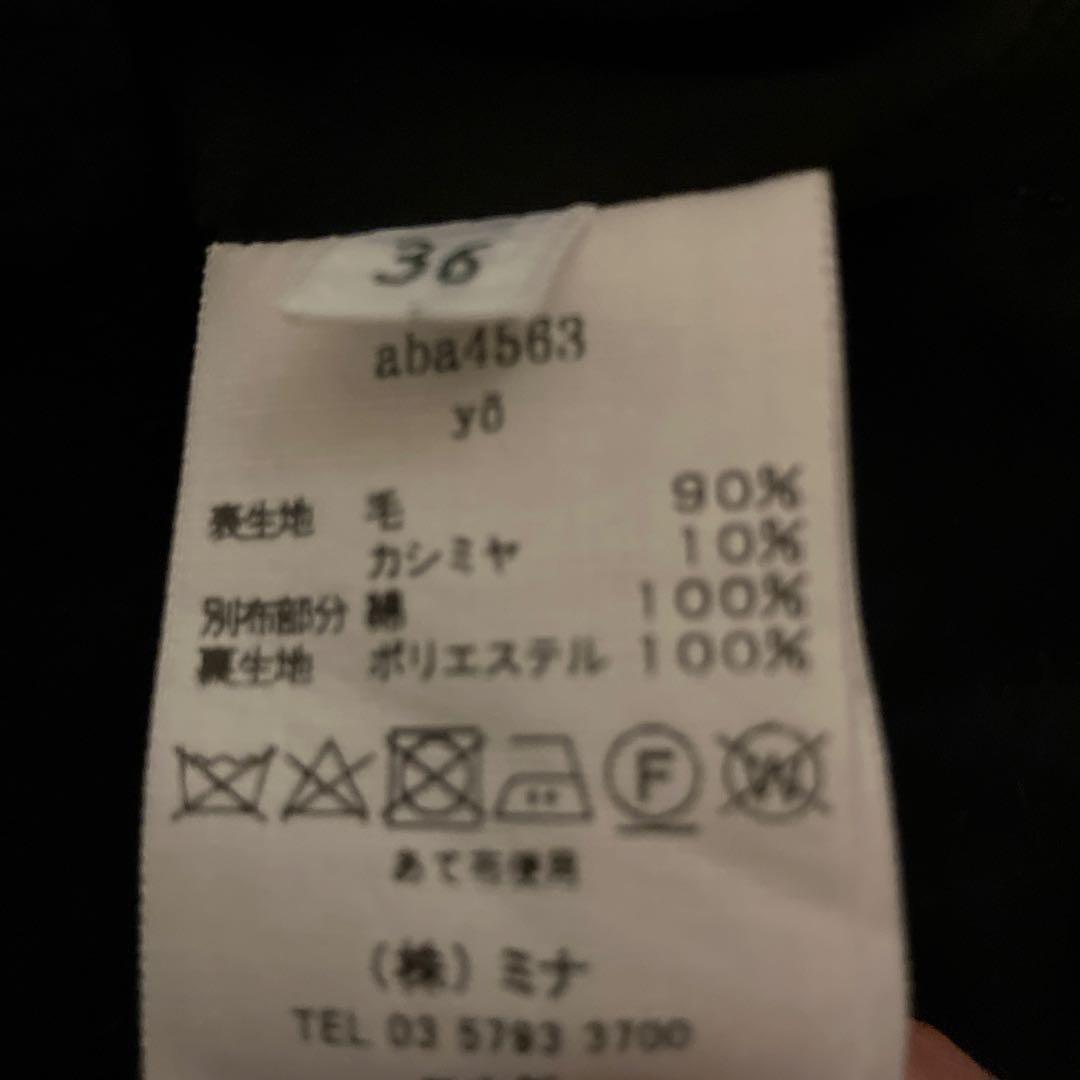 36
aba4563
yö
表生地 毛 90%
カシミヤ 10%
別布部分 綿 100%
裏生地 ポリエステル 100%
F W
あて布使用
(株)ミナ
TEL 03 5793 3700